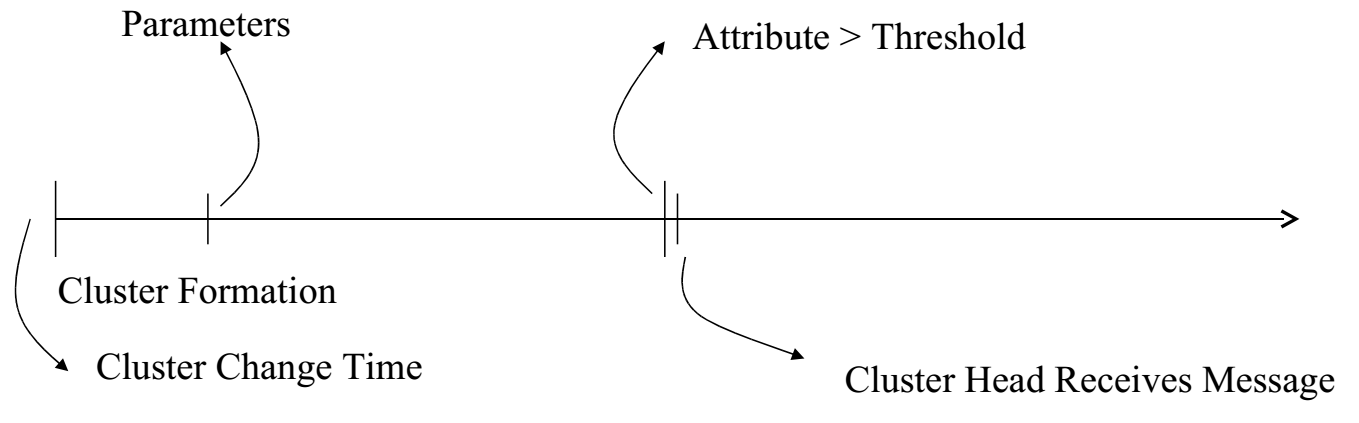 Parameters
Attribute > Threshold
Cluster Formation
Cluster Change Time
Cluster Head Receives Message